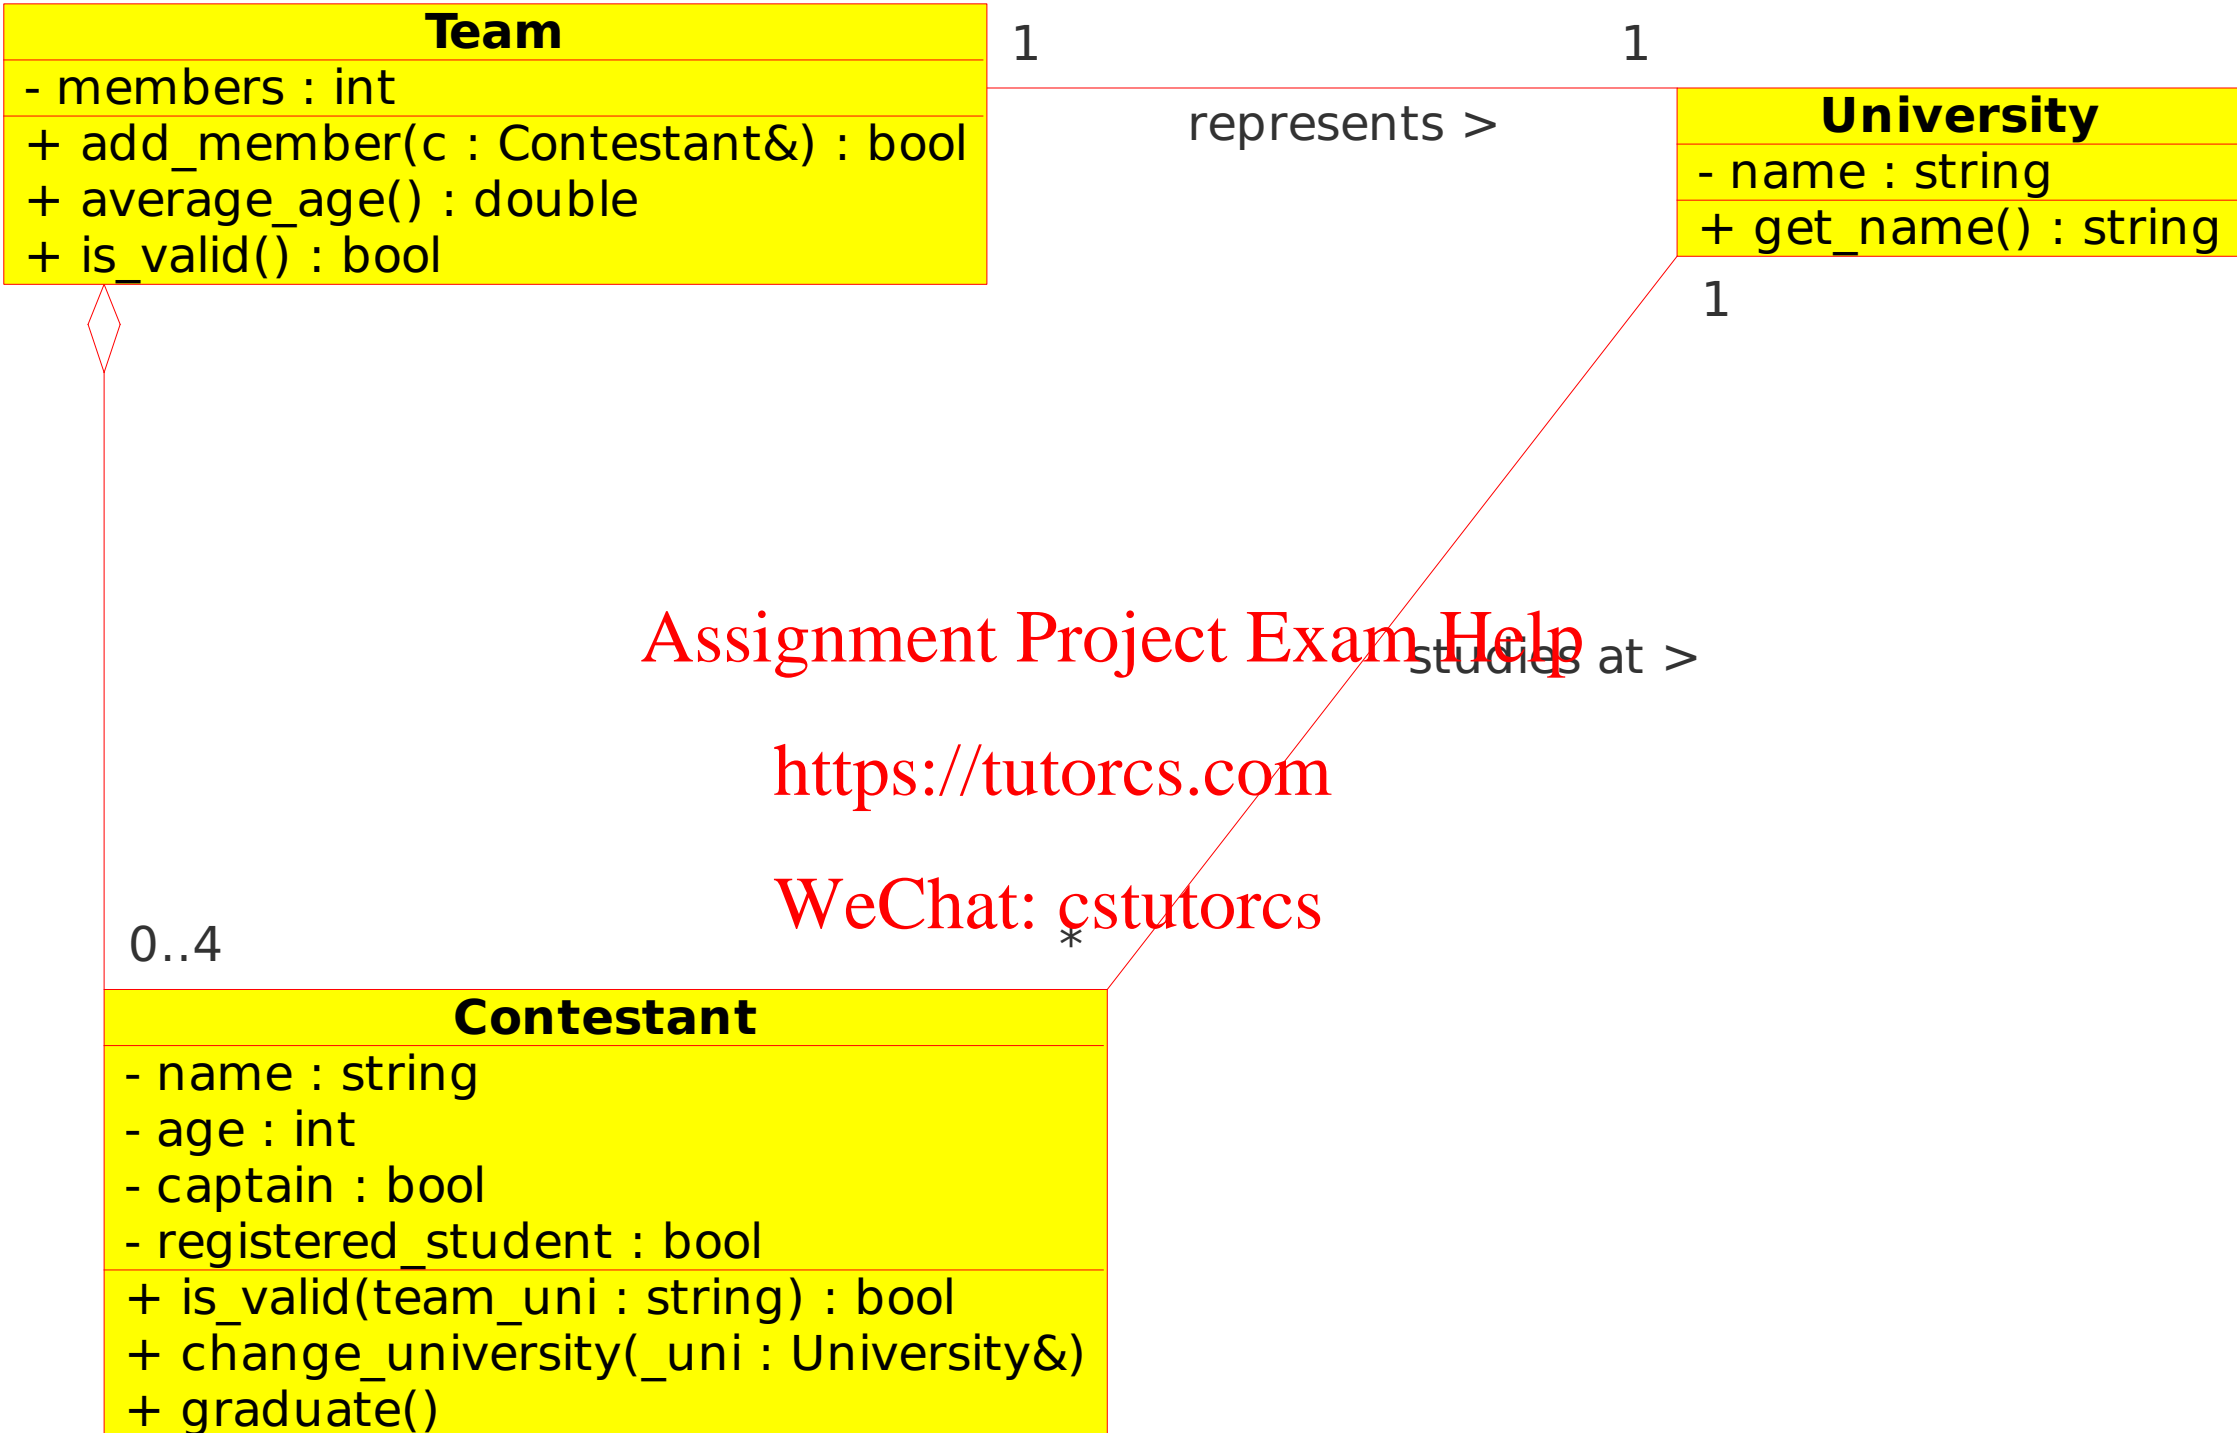 Team
- members : int
+ add_member(c : Contestant&) : bool
+ average_age() : double
+ is_valid() : bool
1
1
represents >
University
- name : string
+ get_name() : string
1
Assignment Project Exam Help
studies at >
https://tutorcs.com
WeChat: cstutorcs
0..4
*
Contestant
- name : string
- age : int
- captain : bool
- registered_student : bool
+ is_valid(team_uni : string) : bool
+ change_university(_uni : University&)
+ graduate()